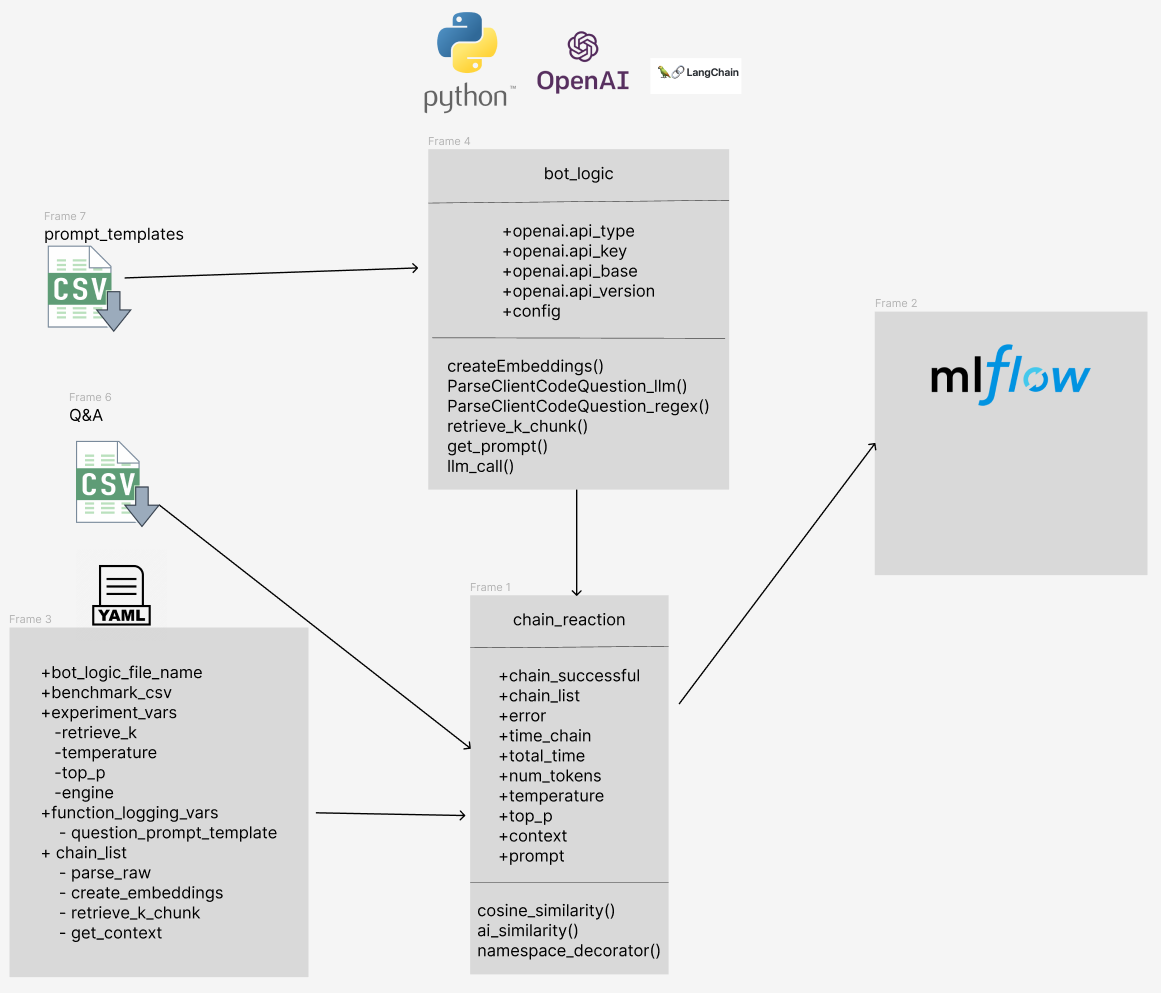 python™
OpenAI
LangChain
Frame 4
bot_logic
+openai.api_type
+openai.api_key
+openai.api_base
+openai.api_version
+config
createEmbeddings()
ParseClientCodeQuestion_llm()
ParseClientCodeQuestion_regex()
retrieve_k_chunk()
get_prompt()
llm_call()
Frame 7
prompt_templates
CSV
Frame 6
Q&A
CSV
YAML
Frame 3
+bot_logic_file_name
+benchmark_csv
+experiment_vars
-retrieve_k
-temperature
-top_p
-engine
+function_logging_vars
- question_prompt_template
+ chain_list
- parse_raw
- create_embeddings
- retrieve_k_chunk
- get_context
Frame 1
chain_reaction
+chain_successful
+chain_list
+error
+time_chain
+total_time
+num_tokens
+temperature
+top_p
+context
+prompt
cosine_similarity()
ai_similarity()
namespace_decorator()
Frame 2
mlflow